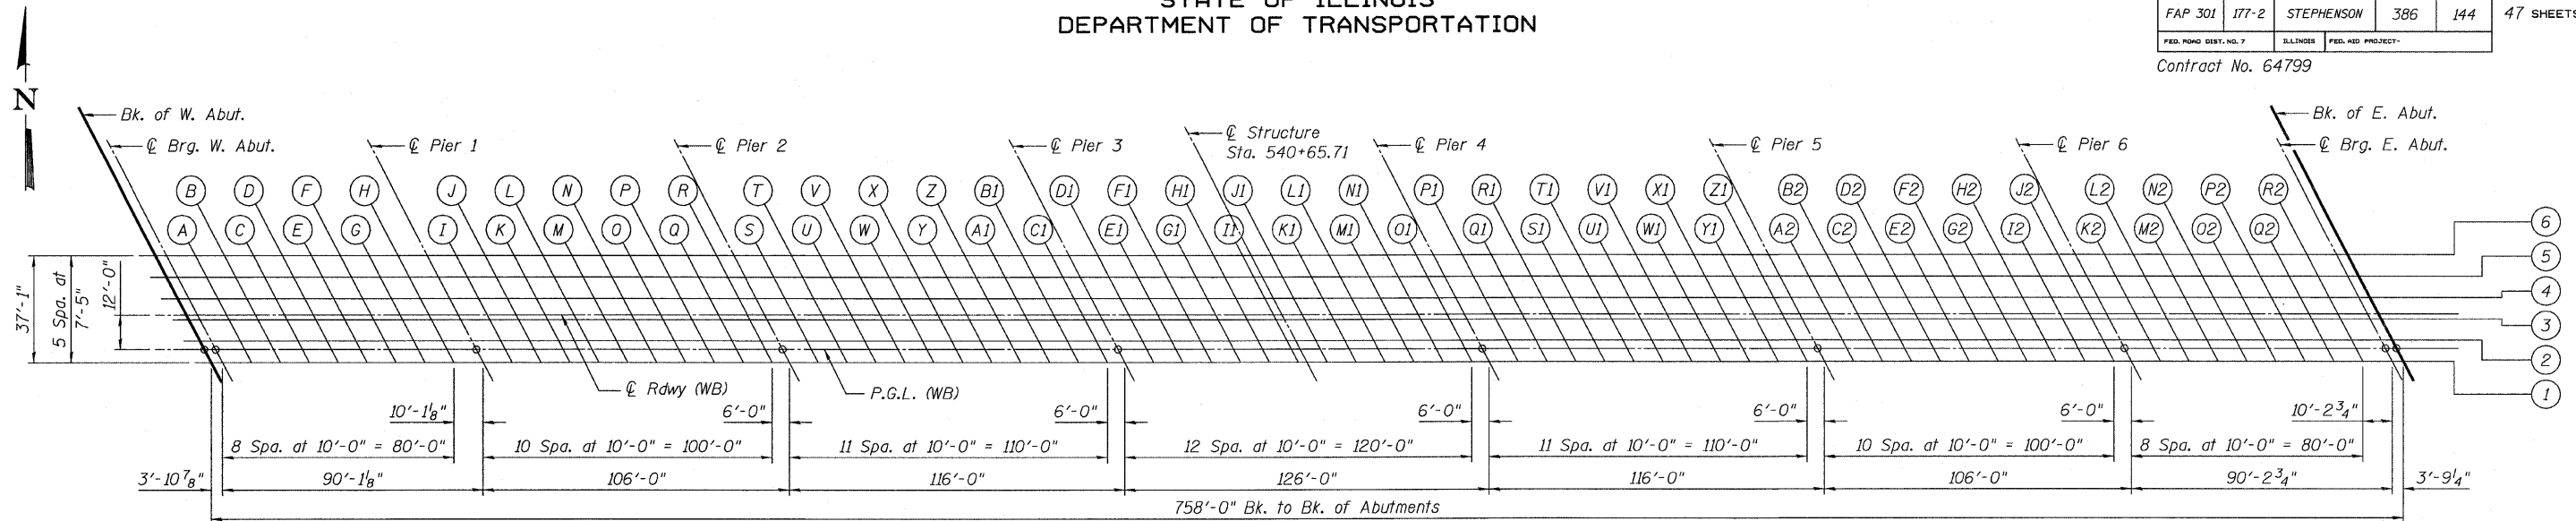 STATE OF ILLINOIS
DEPARTMENT OF TRANSPORTATION
FAP 301 177-2 STEPHENSON 386 144 47 SHEETS
FED. ROAD DIST. NO. 7 ILLINOIS FED. AID PROJECT-
Contract No. 64799
N
Bk. of W. Abut.
℄ Brg. W. Abut.
℄ Pier 1
℄ Pier 2
℄ Pier 3
℄ Structure
Sta. 540+65.71
℄ Pier 4
℄ Pier 5
℄ Pier 6
Bk. of E. Abut.
℄ Brg. E. Abut.
B D F H J L N P R T V X Z B1 D1 F1 H1 J1 L1 N1 P1 R1 T1 V1 X1 Z1 B2 D2 F2 H2 J2 L2 N2 P2 R2
A C E G I K M O Q S U W Y A1 C1 E1 G1 I1 K1 M1 O1 Q1 S1 U1 W1 Y1 A2 C2 E2 G2 I2 K2 M2 O2 Q2
6
5
4
3
2
1
37'-1"
5 Spa. at
7'-5"
12'-0"
℄ Rdwy (WB)
P.G.L. (WB)
10'-1⅛" 6'-0" 6'-0" 6'-0" 6'-0" 6'-0" 10'-2¾"
8 Spa. at 10'-0" = 80'-0" 10 Spa. at 10'-0" = 100'-0" 11 Spa. at 10'-0" = 110'-0" 12 Spa. at 10'-0" = 120'-0" 11 Spa. at 10'-0" = 110'-0" 10 Spa. at 10'-0" = 100'-0" 8 Spa. at 10'-0" = 80'-0"
3'-10⅞" 90'-1⅛" 106'-0" 116'-0" 126'-0" 116'-0" 106'-0" 90'-2¾" 3'-9¼"
758'-0" Bk. to Bk. of Abutments